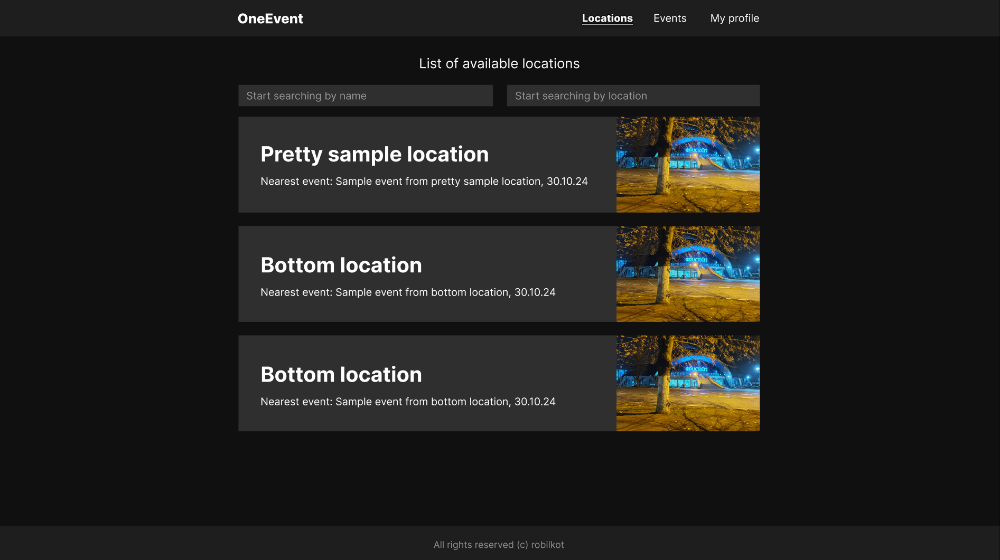 OneEvent
Locations
Events
My profile
List of available locations
Start searching by name
Start searching by location
Pretty sample location
Nearest event: Sample event from pretty sample location, 30.10.24
ФРИСТАЙЛ
Bottom location
Nearest event: Sample event from bottom location, 30.10.24
ФРИСТАЙЛ
Bottom location
Nearest event: Sample event from bottom location, 30.10.24
ФРИСТАЙЛ
All rights reserved (c) robilkot